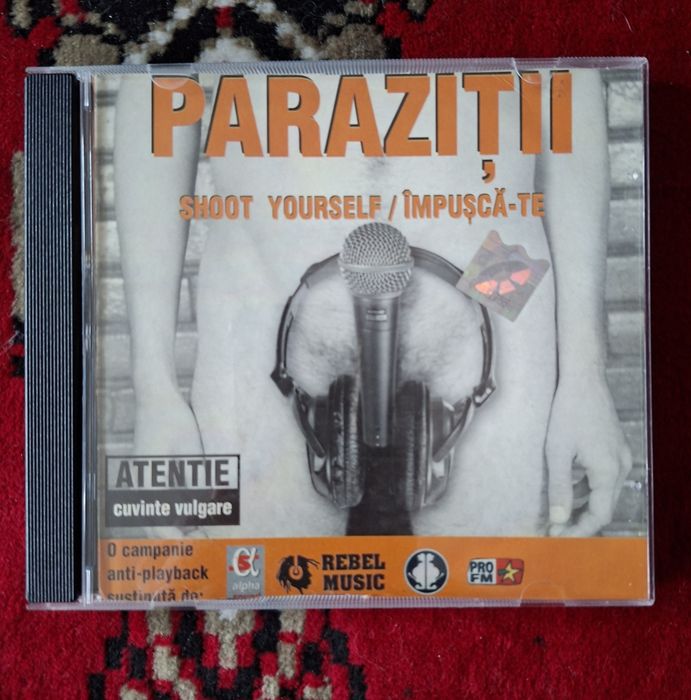 PARAZIȚII
SHOOT YOURSELF / ÎMPUȘCĂ-TE
ATENTIE
cuvinte vulgare
O campanie
anti-playback
susținută de:
alpha
REBEL
MUSIC
PRO
FM